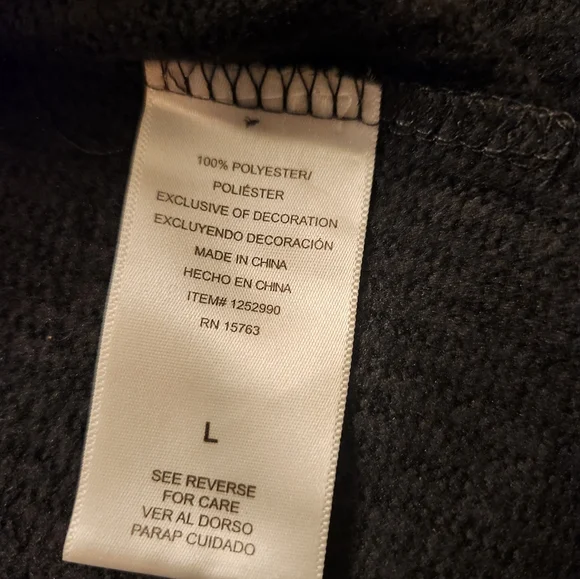 100% POLYESTER/
POLIÉSTER
EXCLUSIVE OF DECORATION
EXCLUYENDO DECORACIÓN
MADE IN CHINA
HECHO EN CHINA
ITEM# 1252990
RN 15763
L
SEE REVERSE
FOR CARE
VER AL DORSO
PARAP CUIDADO